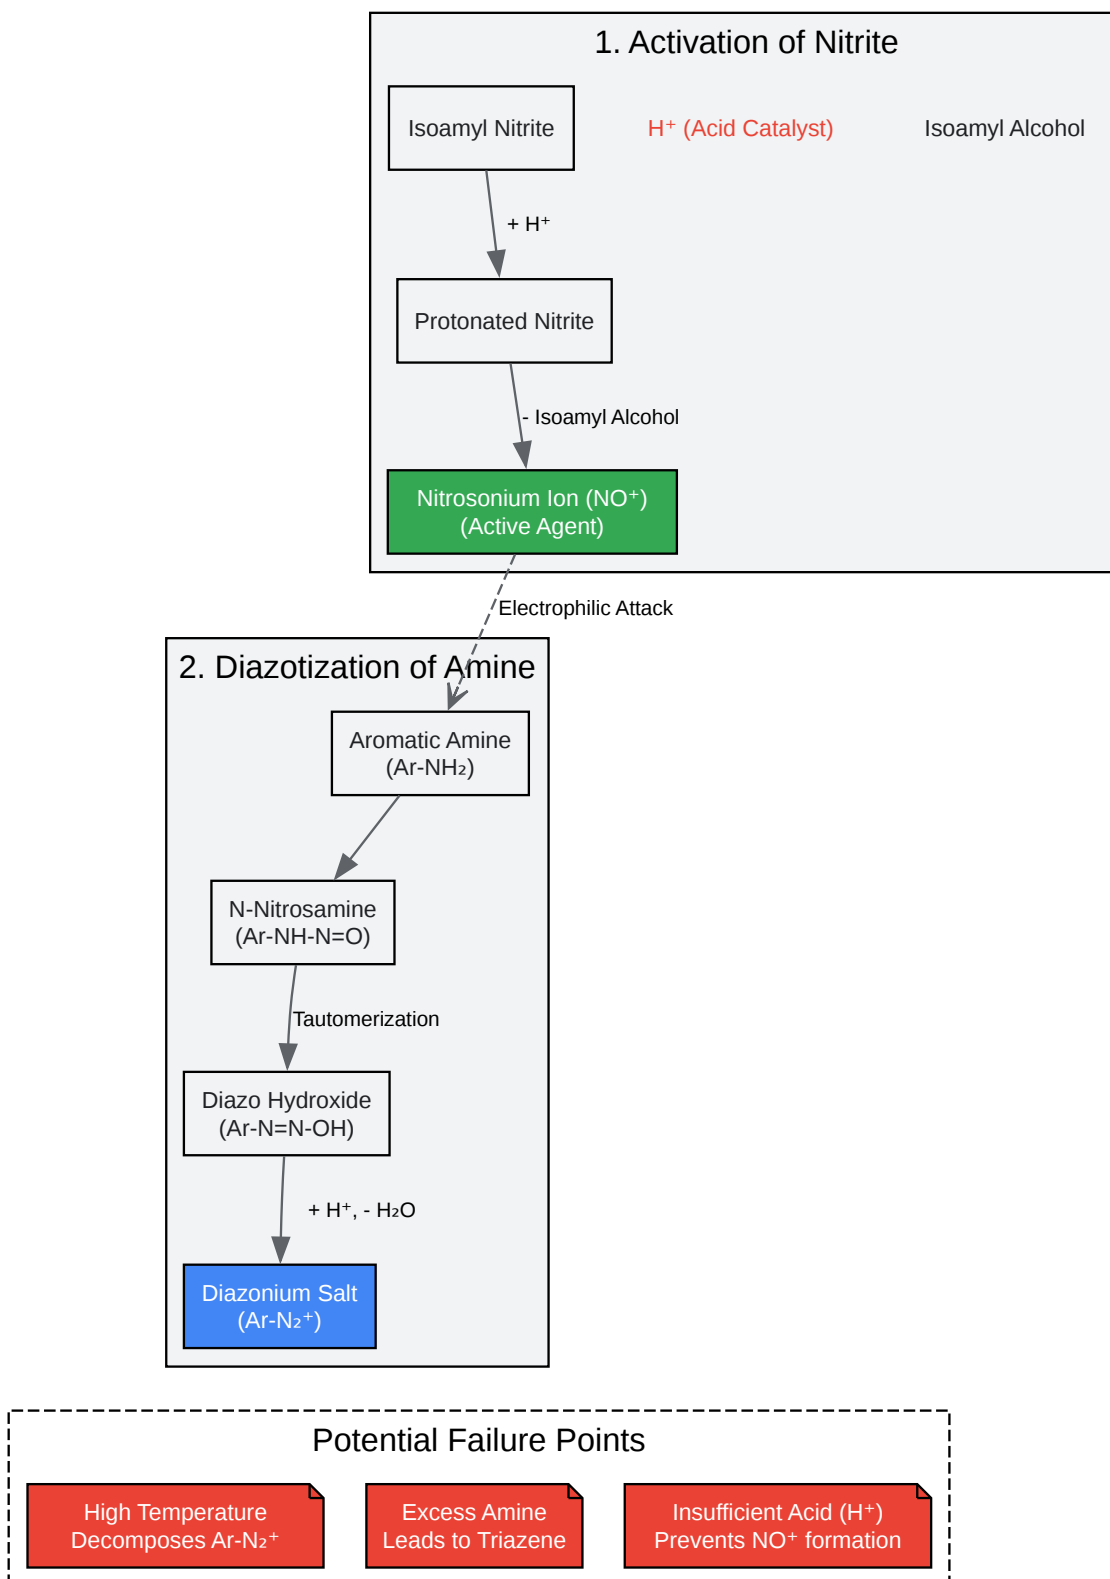 1. Activation of Nitrite
Isoamyl Nitrite
H⁺ (Acid Catalyst)
Isoamyl Alcohol
+ H⁺
Protonated Nitrite
- Isoamyl Alcohol
Nitrosonium Ion (NO⁺)
(Active Agent)
Electrophilic Attack
2. Diazotization of Amine
Aromatic Amine
(Ar-NH₂)
N-Nitrosamine
(Ar-NH-N=O)
Tautomerization
Diazo Hydroxide
(Ar-N=N-OH)
+ H⁺, - H₂O
Diazonium Salt
(Ar-N₂⁺)
Potential Failure Points
High Temperature
Decomposes Ar-N₂⁺
Excess Amine
Leads to Triazene
Insufficient Acid (H⁺)
Prevents NO⁺ formation